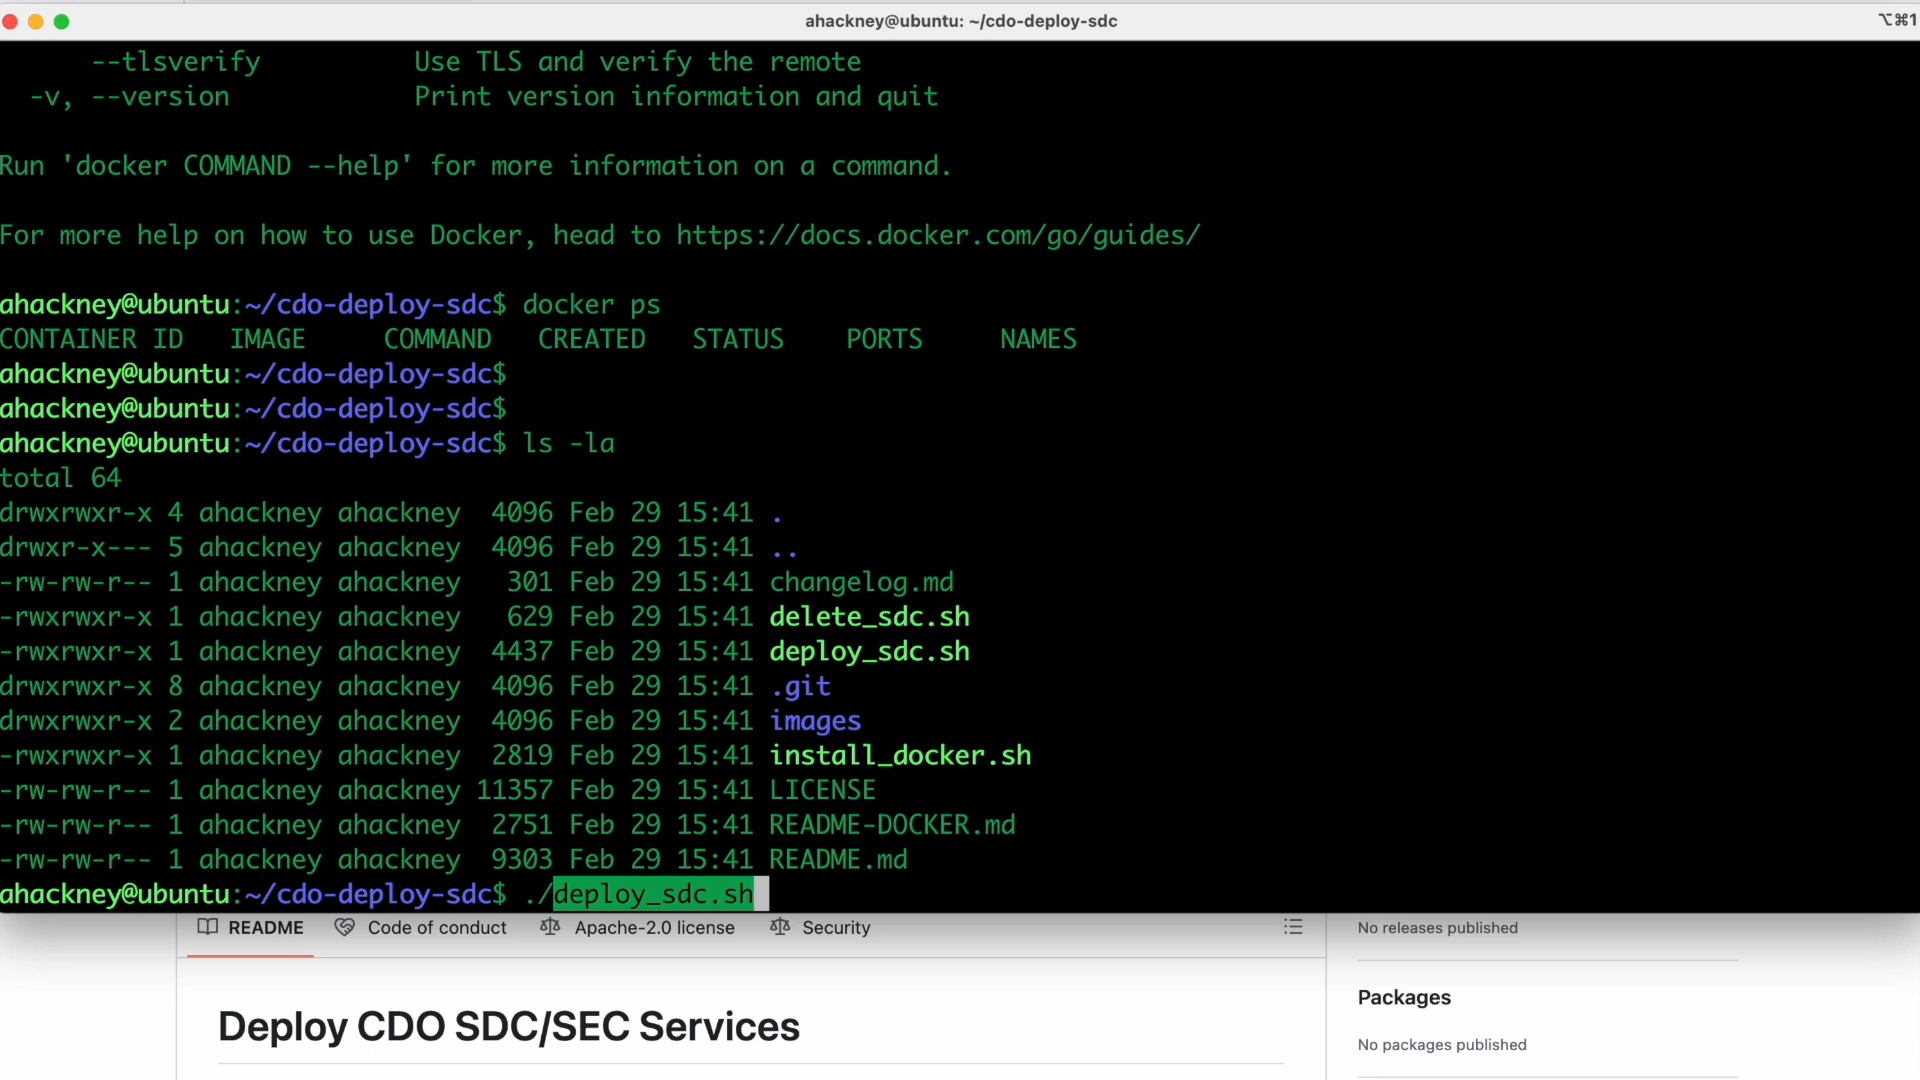 ahackney@ubuntu: ~/cdo-deploy-sdc
⌥⌘1
--tlsverify Use TLS and verify the remote
-v, --version Print version information and quit
Run 'docker COMMAND --help' for more information on a command.
For more help on how to use Docker, head to https://docs.docker.com/go/guides/
ahackney@ubuntu:~/cdo-deploy-sdc$ docker ps
CONTAINER ID IMAGE COMMAND CREATED STATUS PORTS NAMES
ahackney@ubuntu:~/cdo-deploy-sdc$
ahackney@ubuntu:~/cdo-deploy-sdc$
ahackney@ubuntu:~/cdo-deploy-sdc$ ls -la
total 64
drwxrwxr-x 4 ahackney ahackney 4096 Feb 29 15:41 .
drwxr-x--- 5 ahackney ahackney 4096 Feb 29 15:41 ..
-rw-rw-r-- 1 ahackney ahackney 301 Feb 29 15:41 changelog.md
-rwxrwxr-x 1 ahackney ahackney 629 Feb 29 15:41 delete_sdc.sh
-rwxrwxr-x 1 ahackney ahackney 4437 Feb 29 15:41 deploy_sdc.sh
drwxrwxr-x 8 ahackney ahackney 4096 Feb 29 15:41 .git
drwxrwxr-x 2 ahackney ahackney 4096 Feb 29 15:41 images
-rwxrwxr-x 1 ahackney ahackney 2819 Feb 29 15:41 install_docker.sh
-rw-rw-r-- 1 ahackney ahackney 11357 Feb 29 15:41 LICENSE
-rw-rw-r-- 1 ahackney ahackney 2751 Feb 29 15:41 README-DOCKER.md
-rw-rw-r-- 1 ahackney ahackney 9303 Feb 29 15:41 README.md
ahackney@ubuntu:~/cdo-deploy-sdc$ ./deploy_sdc.sh
README Code of conduct Apache-2.0 license Security
No releases published
Deploy CDO SDC/SEC Services
Packages
No packages published